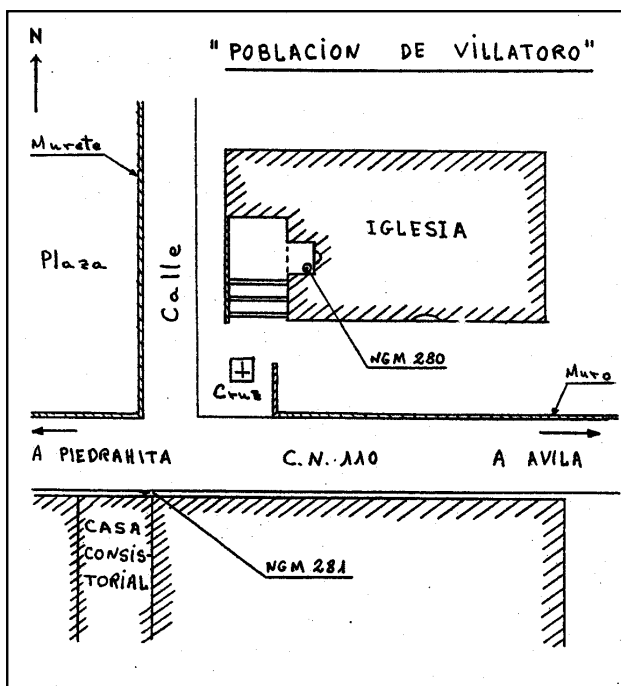 N
"POBLACION DE VILLATORO"
Murete
Plaza
Calle
IGLESIA
NGM 280
Cruz
Muro
A PIEDRAHITA
C.N. 110
A AVILA
CASA
CONSIS-
TORIAL
NGM 281